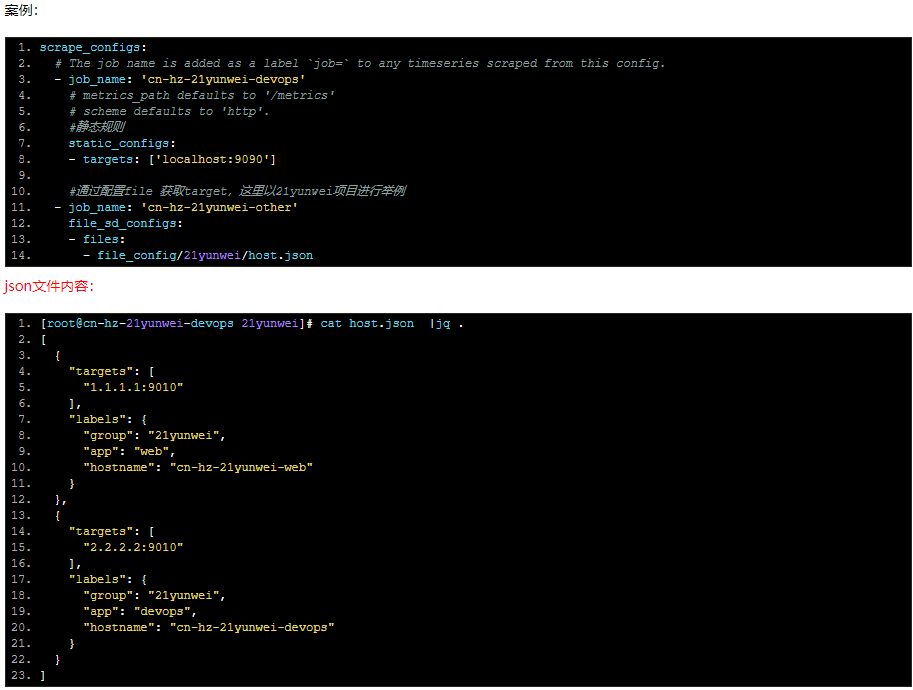 案例：
1. scrape_configs:
2.   # The job name is added as a label `job=` to any timeseries scraped from this config.
3.   - job_name: 'cn-hz-21yunwei-devops'
4.     # metrics_path defaults to '/metrics'
5.     # scheme defaults to 'http'.
6.     #静态规则
7.     static_configs:
8.     - targets: ['localhost:9090']
9.
10.     #通过配置file 获取target，这里以21yunwei项目进行举例
11.   - job_name: 'cn-hz-21yunwei-other'
12.     file_sd_configs:
13.     - files:
14.       - file_config/21yunwei/host.json
json文件内容：
1. [root@cn-hz-21yunwei-devops 21yunwei]# cat host.json  |jq .
2. [
3.   {
4.     "targets": [
5.       "1.1.1.1:9010"
6.     ],
7.     "labels": {
8.       "group": "21yunwei",
9.       "app": "web",
10.       "hostname": "cn-hz-21yunwei-web"
11.     }
12.   },
13.   {
14.     "targets": [
15.       "2.2.2.2:9010"
16.     ],
17.     "labels": {
18.       "group": "21yunwei",
19.       "app": "devops",
20.       "hostname": "cn-hz-21yunwei-devops"
21.     }
22.   }
23. ]